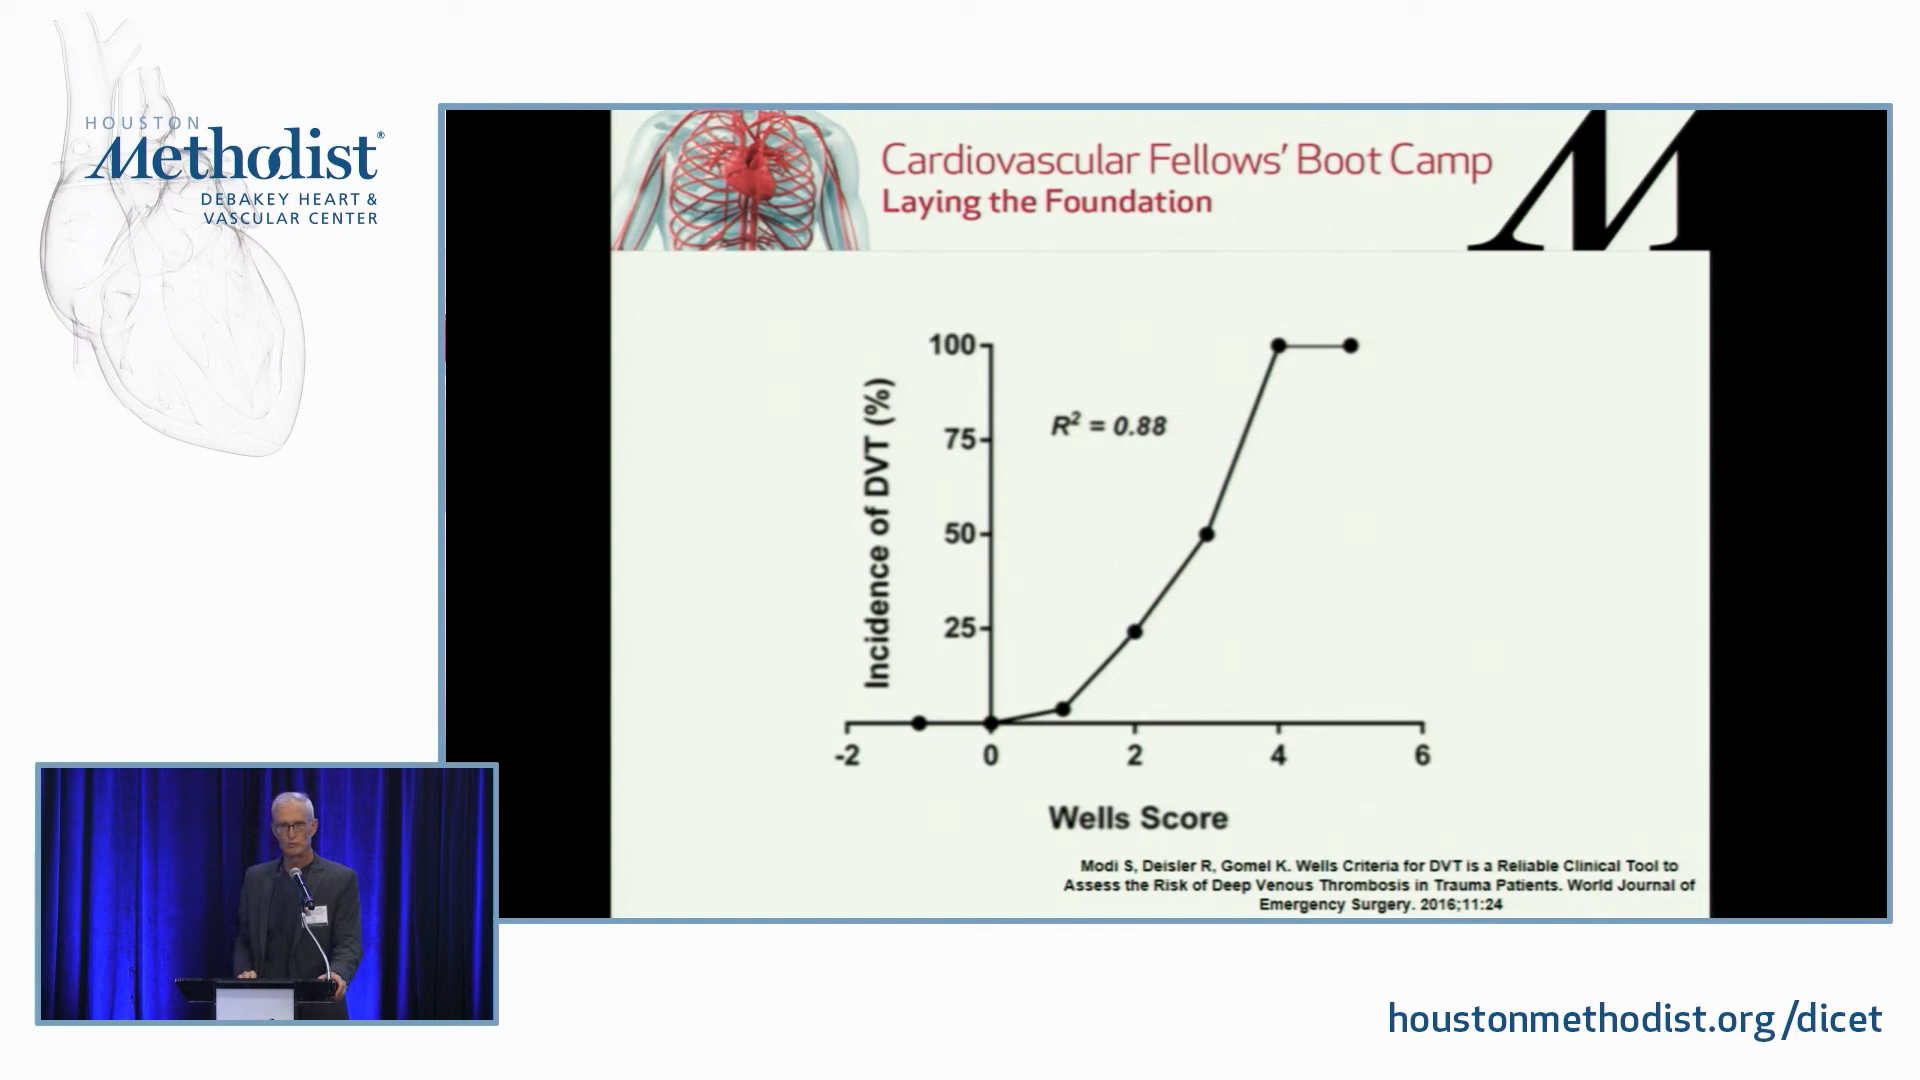 HOUSTON
Methodist®
DEBAKEY HEART &
VASCULAR CENTER
Cardiovascular Fellows' Boot Camp
Laying the Foundation
M
100
75
50
25
Incidence of DVT (%)
R² = 0.88
-2 0 2 4 6
Wells Score
Modi S, Deisler R, Gomel K. Wells Criteria for DVT is a Reliable Clinical Tool to
Assess the Risk of Deep Venous Thrombosis in Trauma Patients. World Journal of
Emergency Surgery. 2016;11:24
houstonmethodist.org/dicet